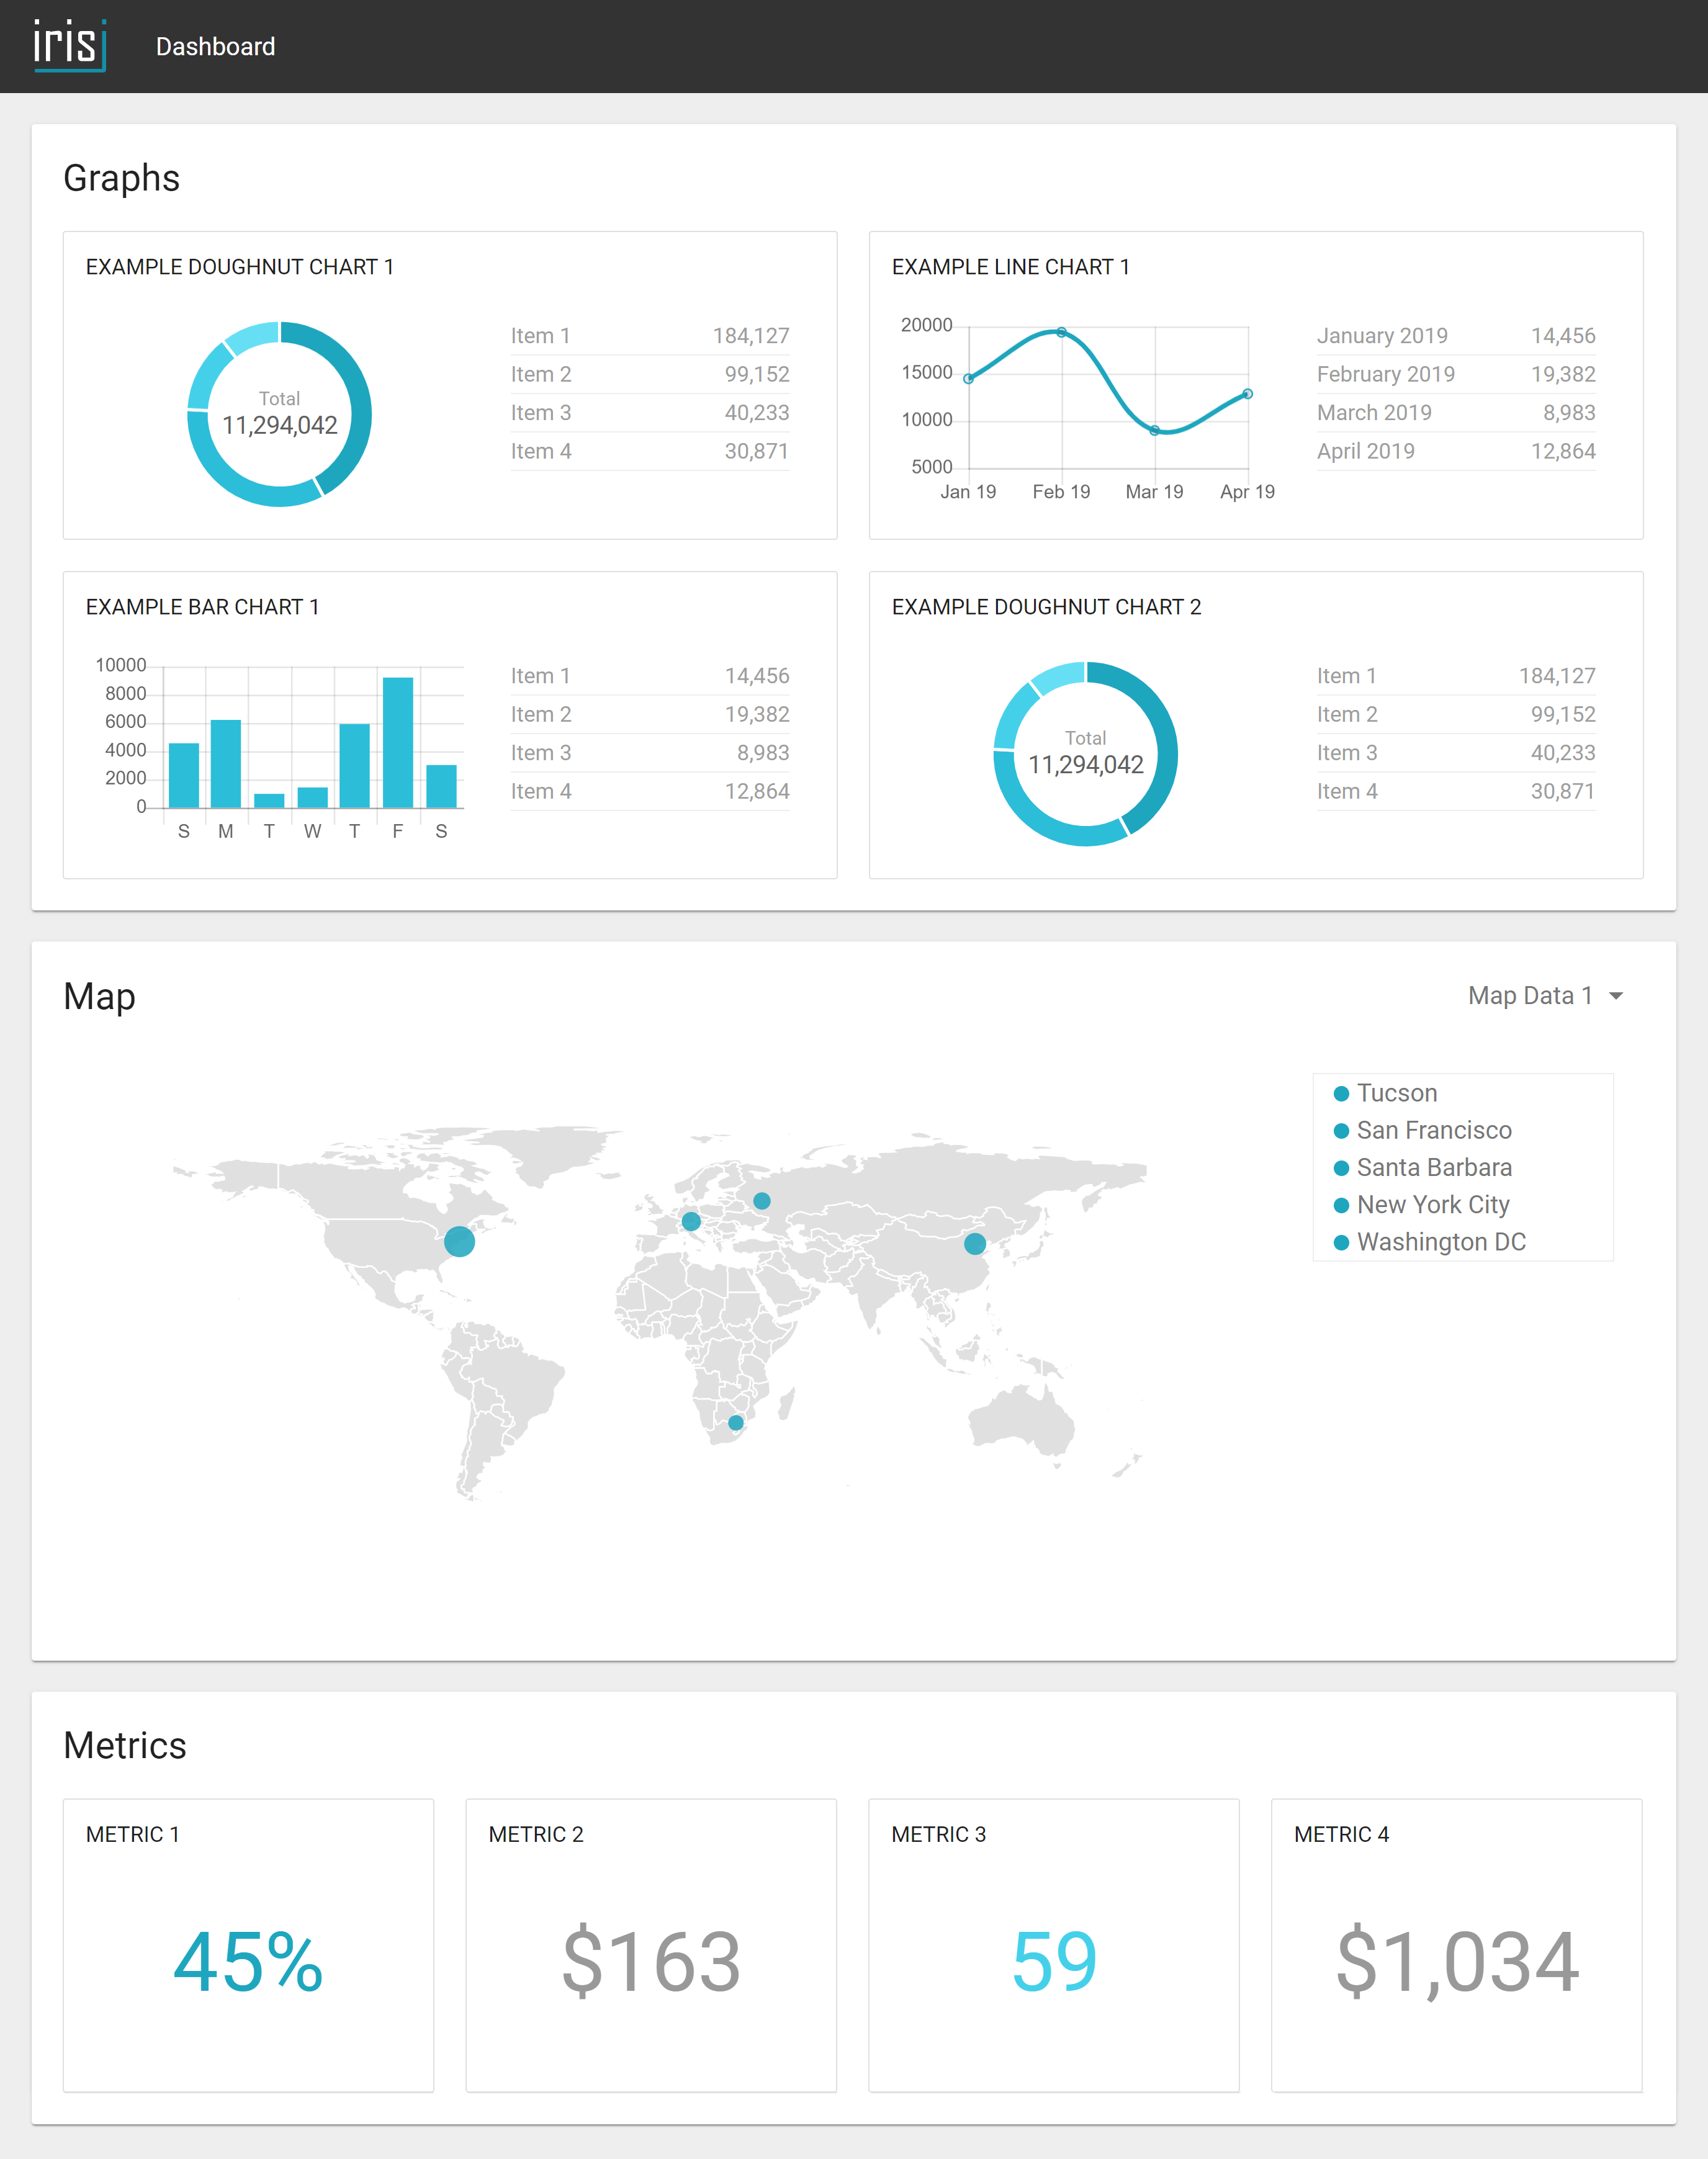 iris
Dashboard
Graphs
EXAMPLE DOUGHNUT CHART 1
Total
11,294,042
Item 1 184,127
Item 2 99,152
Item 3 40,233
Item 4 30,871
EXAMPLE LINE CHART 1
20000
15000
10000
5000
Jan 19 Feb 19 Mar 19 Apr 19
January 2019 14,456
February 2019 19,382
March 2019 8,983
April 2019 12,864
EXAMPLE BAR CHART 1
10000
8000
6000
4000
2000
0
S M T W T F S
Item 1 14,456
Item 2 19,382
Item 3 8,983
Item 4 12,864
EXAMPLE DOUGHNUT CHART 2
Total
11,294,042
Item 1 184,127
Item 2 99,152
Item 3 40,233
Item 4 30,871
Map
Map Data 1
Tucson
San Francisco
Santa Barbara
New York City
Washington DC
Metrics
METRIC 1
45%
METRIC 2
$163
METRIC 3
59
METRIC 4
$1,034